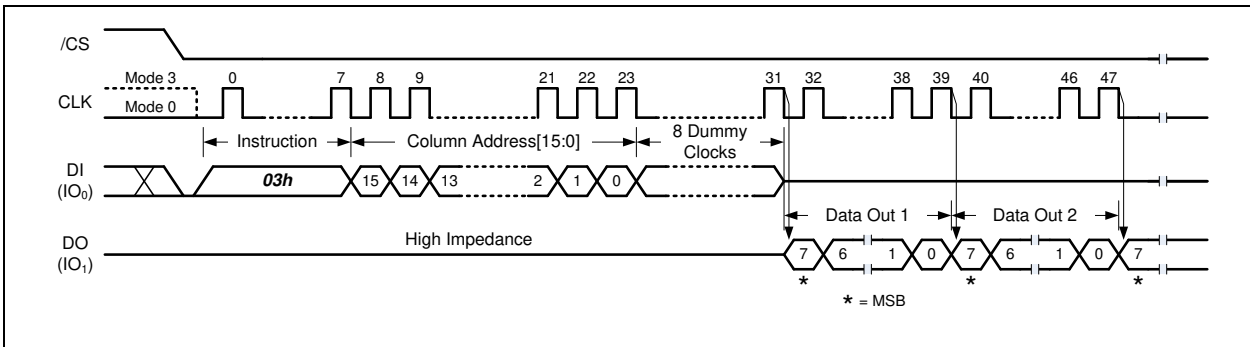 /CS
Mode 3 0 7 8 9 21 22 23 31 32 38 39 40 46 47
CLK
Mode 0
Instruction Column Address[15:0] 8 Dummy
Clocks
DI
(IO₀)
03h 15 14 13 2 1 0
Data Out 1 Data Out 2
DO
(IO₁)
High Impedance
7 6 1 0 7 6 1 0 7
* * *
* = MSB